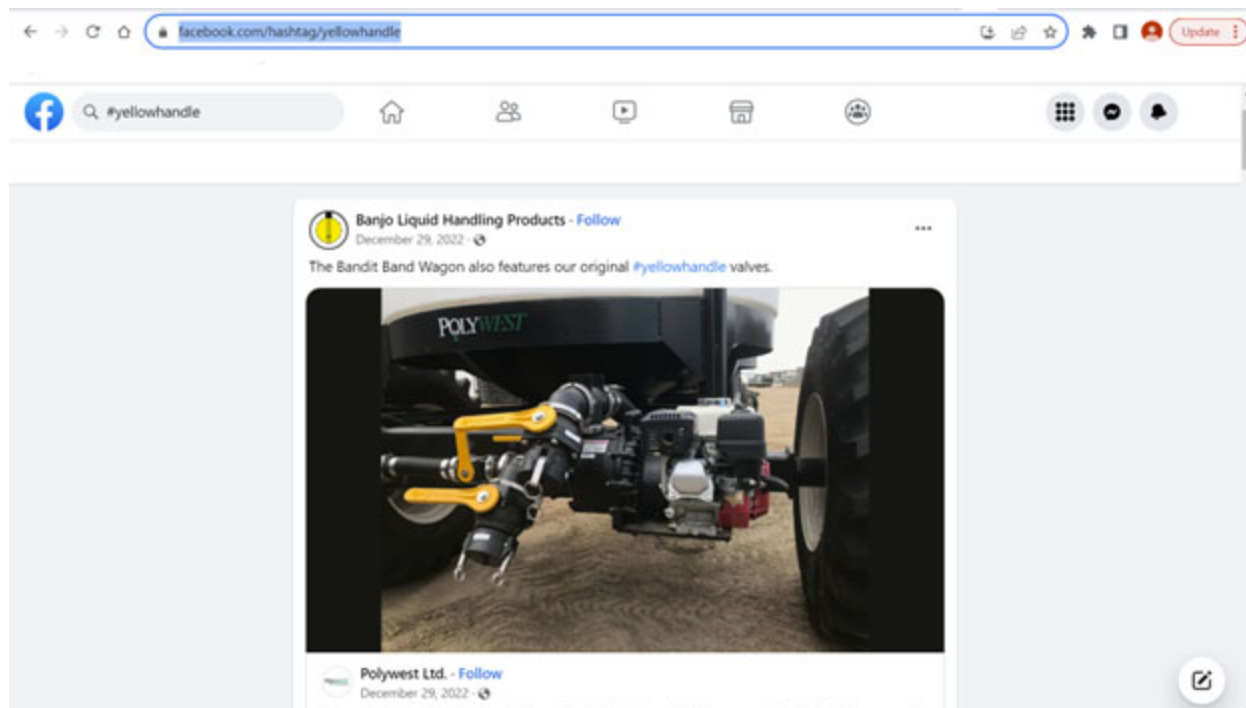 facebook.com/hashtag/yellowhandle
Update
#yellowhandle
Banjo Liquid Handling Products · Follow
December 29, 2022 ·
The Bandit Band Wagon also features our original #yellowhandle valves.
POLYWEST
Polywest Ltd. · Follow
December 29, 2022 ·